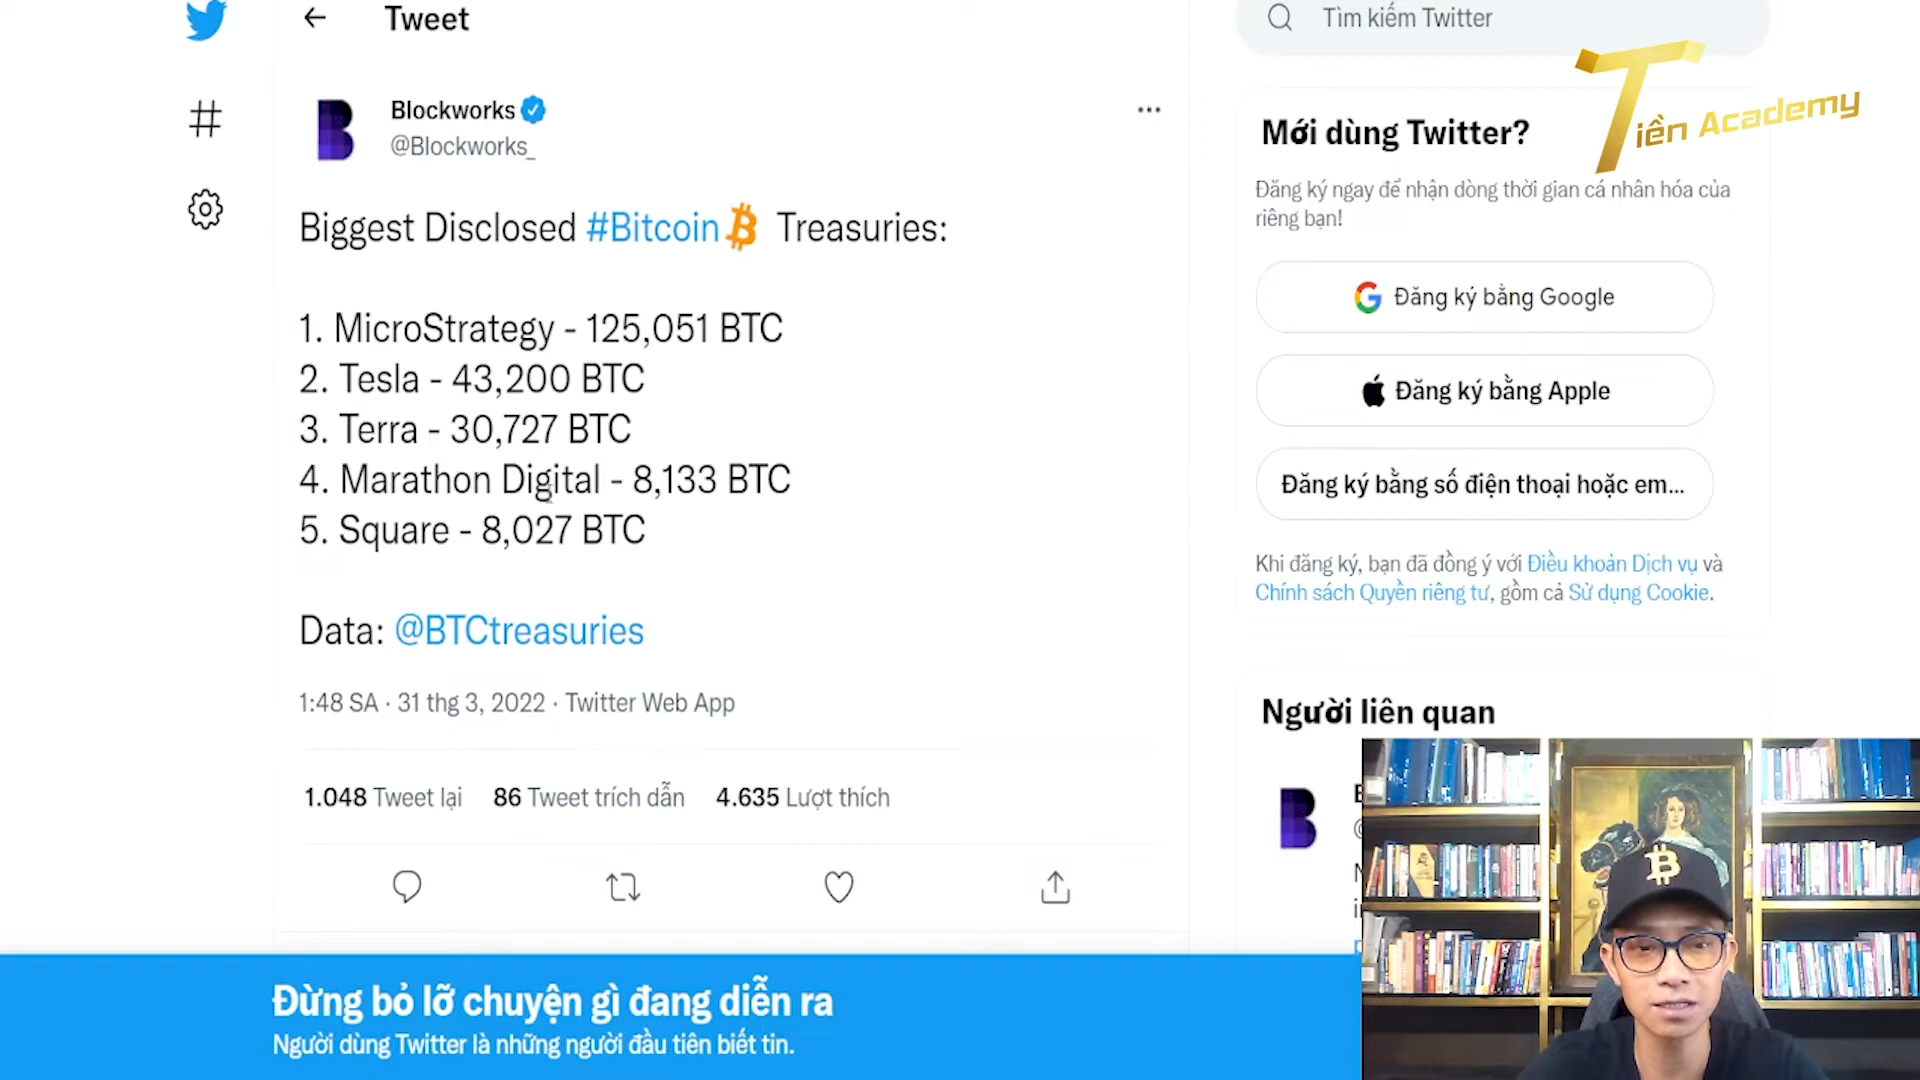 Tweet
Tìm kiếm Twitter
Tiền Academy
Blockworks
@Blockworks_
Biggest Disclosed #Bitcoin Treasuries:
1. MicroStrategy - 125,051 BTC
2. Tesla - 43,200 BTC
3. Terra - 30,727 BTC
4. Marathon Digital - 8,133 BTC
5. Square - 8,027 BTC
Data: @BTCtreasuries
1:48 SA · 31 thg 3, 2022 · Twitter Web App
1.048 Tweet lại 86 Tweet trích dẫn 4.635 Lượt thích
Mới dùng Twitter?
Đăng ký ngay để nhận dòng thời gian cá nhân hóa của
riêng bạn!
Đăng ký bằng Google
Đăng ký bằng Apple
Đăng ký bằng số điện thoại hoặc em...
Khi đăng ký, bạn đã đồng ý với Điều khoản Dịch vụ và
Chính sách Quyền riêng tư, gồm cả Sử dụng Cookie.
Người liên quan
Đừng bỏ lỡ chuyện gì đang diễn ra
Người dùng Twitter là những người đầu tiên biết tin.